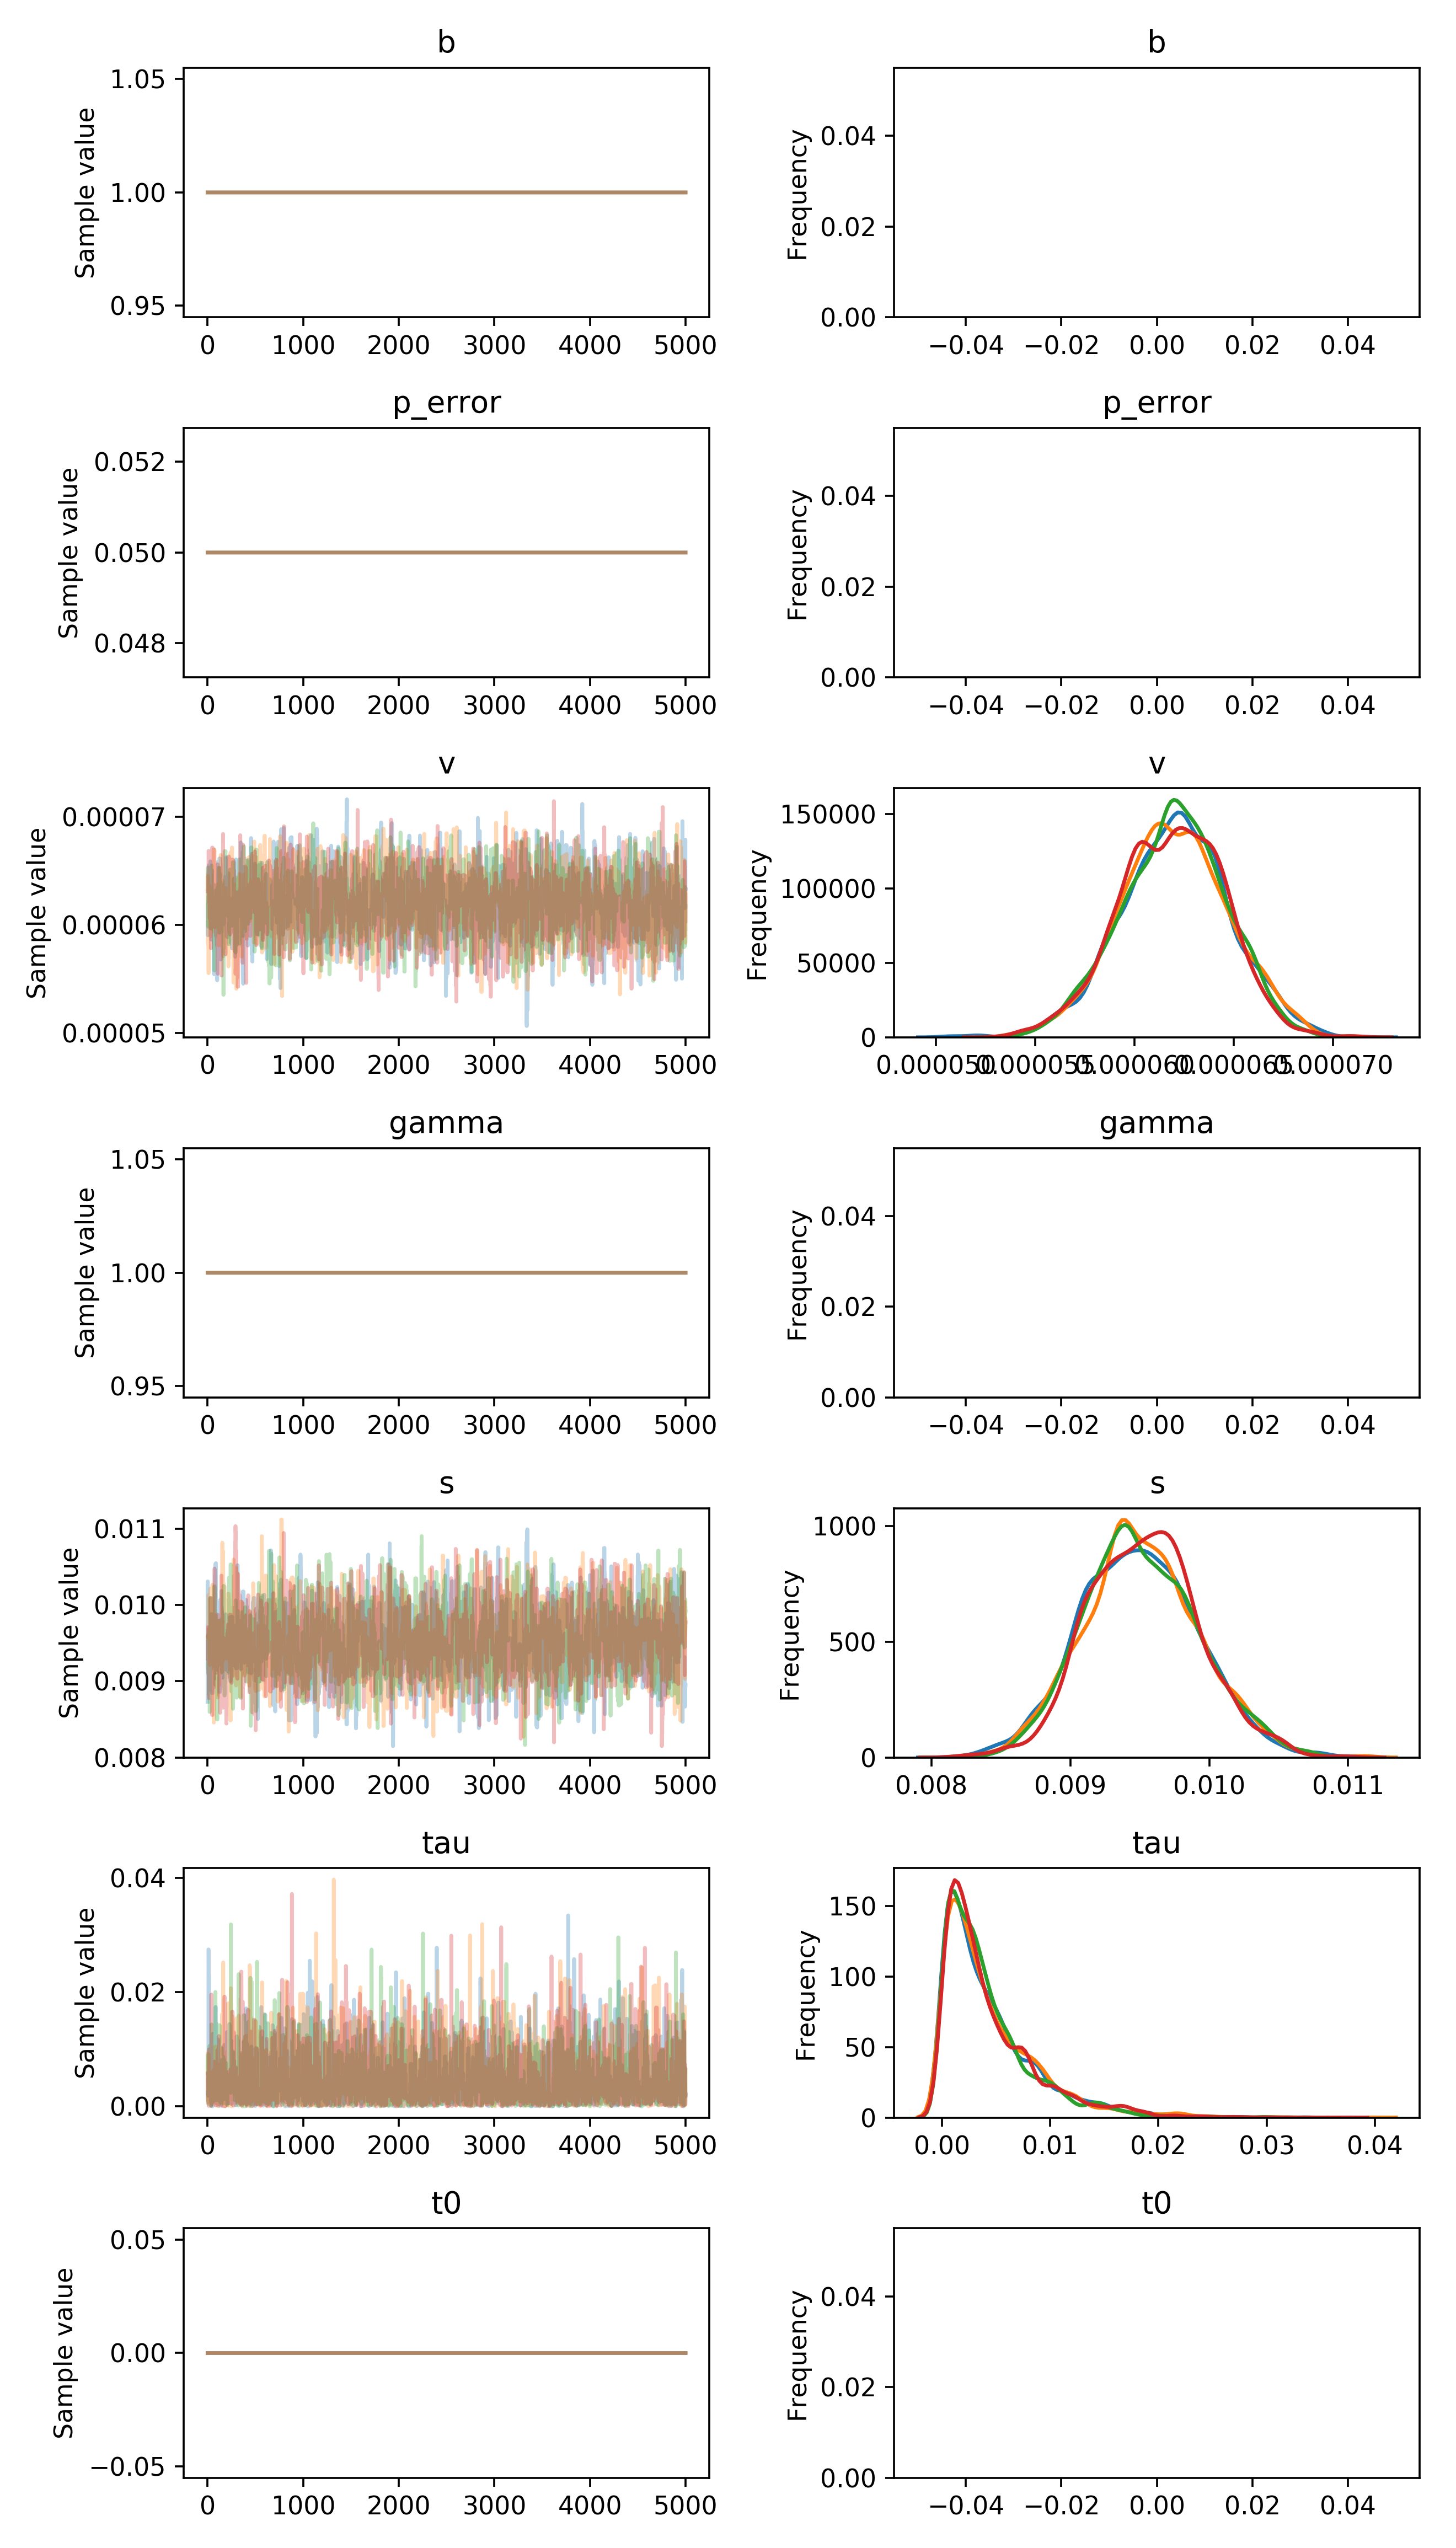 b b
Sample value 1.05 1.00 0.95 Frequency 0.04 0.02 0.00
0 1000 2000 3000 4000 5000 −0.04 −0.02 0.00 0.02 0.04
p_error p_error
Sample value 0.052 0.050 0.048 Frequency 0.04 0.02 0.00
0 1000 2000 3000 4000 5000 −0.04 −0.02 0.00 0.02 0.04
v v
Sample value 0.00007 0.00006 0.00005 Frequency 150000 100000 50000 0
0 1000 2000 3000 4000 5000 0.000050 0.000055 0.000060 0.000065 0.000070
gamma gamma
Sample value 1.05 1.00 0.95 Frequency 0.04 0.02 0.00
0 1000 2000 3000 4000 5000 −0.04 −0.02 0.00 0.02 0.04
s s
Sample value 0.011 0.010 0.009 0.008 Frequency 1000 500 0
0 1000 2000 3000 4000 5000 0.008 0.009 0.010 0.011
tau tau
Sample value 0.04 0.02 0.00 Frequency 150 100 50 0
0 1000 2000 3000 4000 5000 0.00 0.01 0.02 0.03 0.04
t0 t0
Sample value 0.05 0.00 −0.05 Frequency 0.04 0.02 0.00
0 1000 2000 3000 4000 5000 −0.04 −0.02 0.00 0.02 0.04